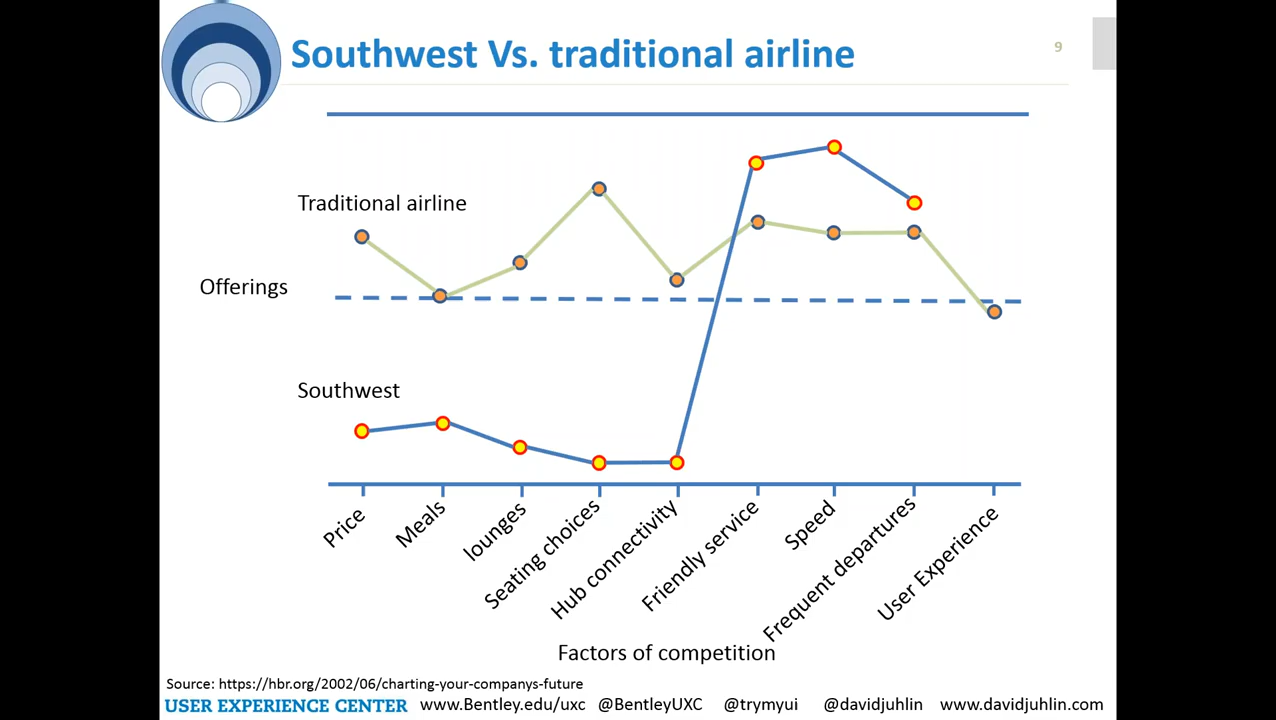 Southwest Vs. traditional airline
9
Traditional airline
Offerings
Southwest
Price
Meals
lounges
Seating choices
Hub connectivity
Friendly service
Speed
Frequent departures
User Experience
Factors of competition
Source: https://hbr.org/2002/06/charting-your-companys-future
USER EXPERIENCE CENTER www.Bentley.edu/uxc @BentleyUXC @trymyui @davidjuhlin www.davidjuhlin.com